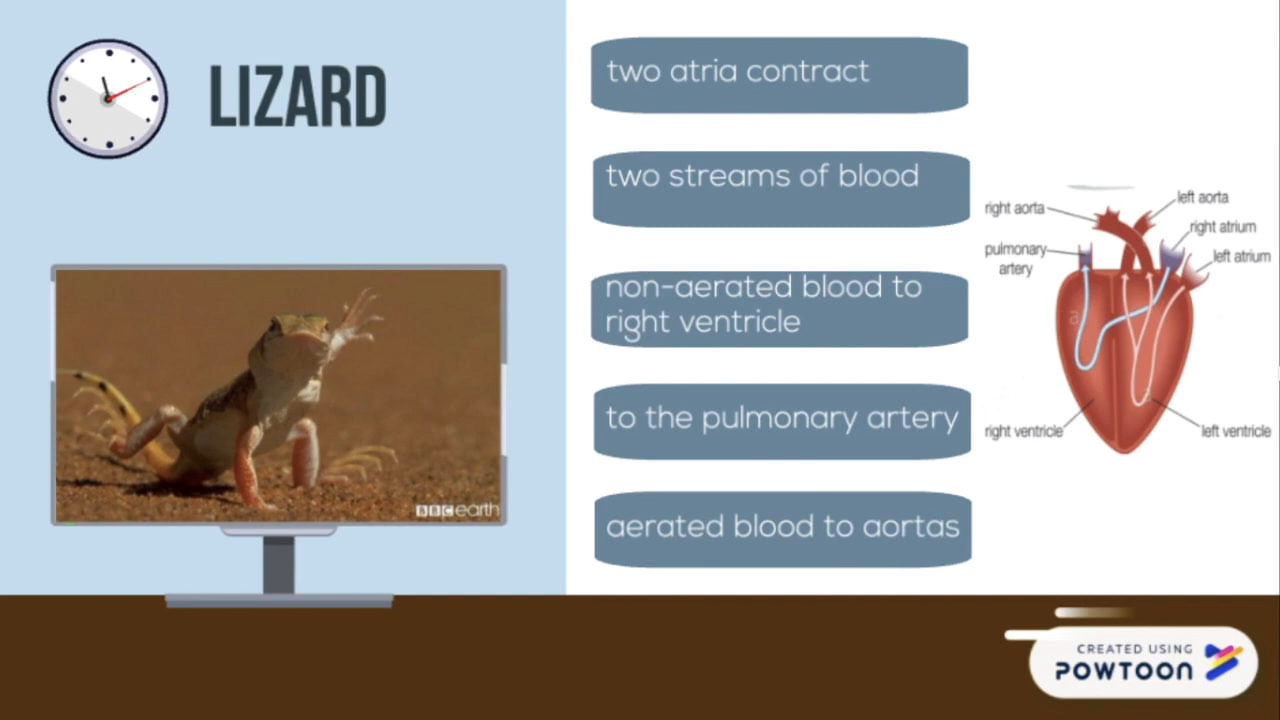 LIZARD
BBC earth
two atria contract
two streams of blood
non-aerated blood to
right ventricle
to the pulmonary artery
aerated blood to aortas
left aorta
right aorta
right atrium
pulmonary
artery
left atrium
a
right ventricle
left ventricle
CREATED USING
POWTOON